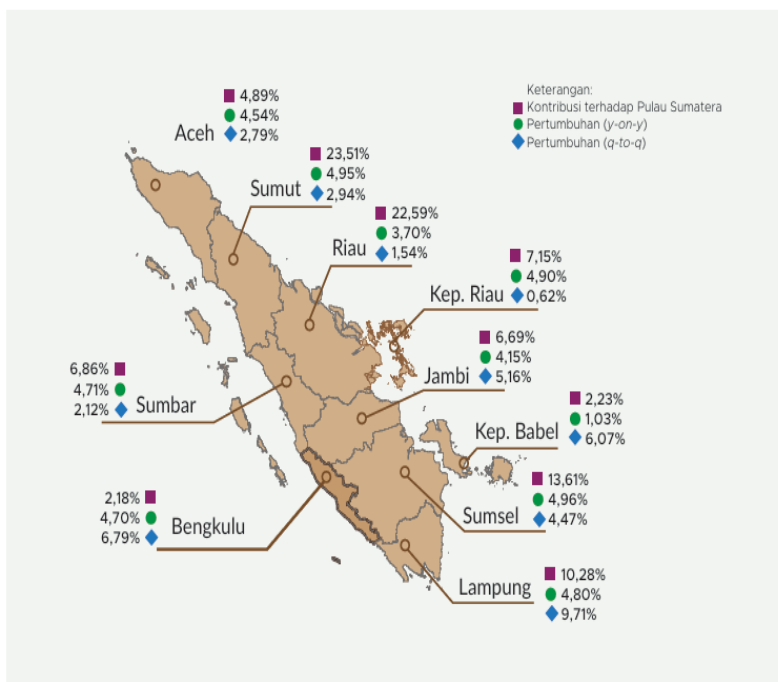 Keterangan:
Kontribusi terhadap Pulau Sumatera
Pertumbuhan (y-on-y)
Pertumbuhan (q-to-q)
4,89%
4,54%
Aceh 2,79%
23,51%
4,95%
Sumut 2,94%
22,59%
3,70%
Riau 1,54%
7,15%
4,90%
Kep. Riau 0,62%
6,69%
4,15%
Jambi 5,16%
6,86%
4,71%
2,12% Sumbar
2,23%
1,03%
Kep. Babel 6,07%
13,61%
4,96%
Sumsel 4,47%
2,18%
4,70%
6,79% Bengkulu
10,28%
Lampung 4,80%
9,71%